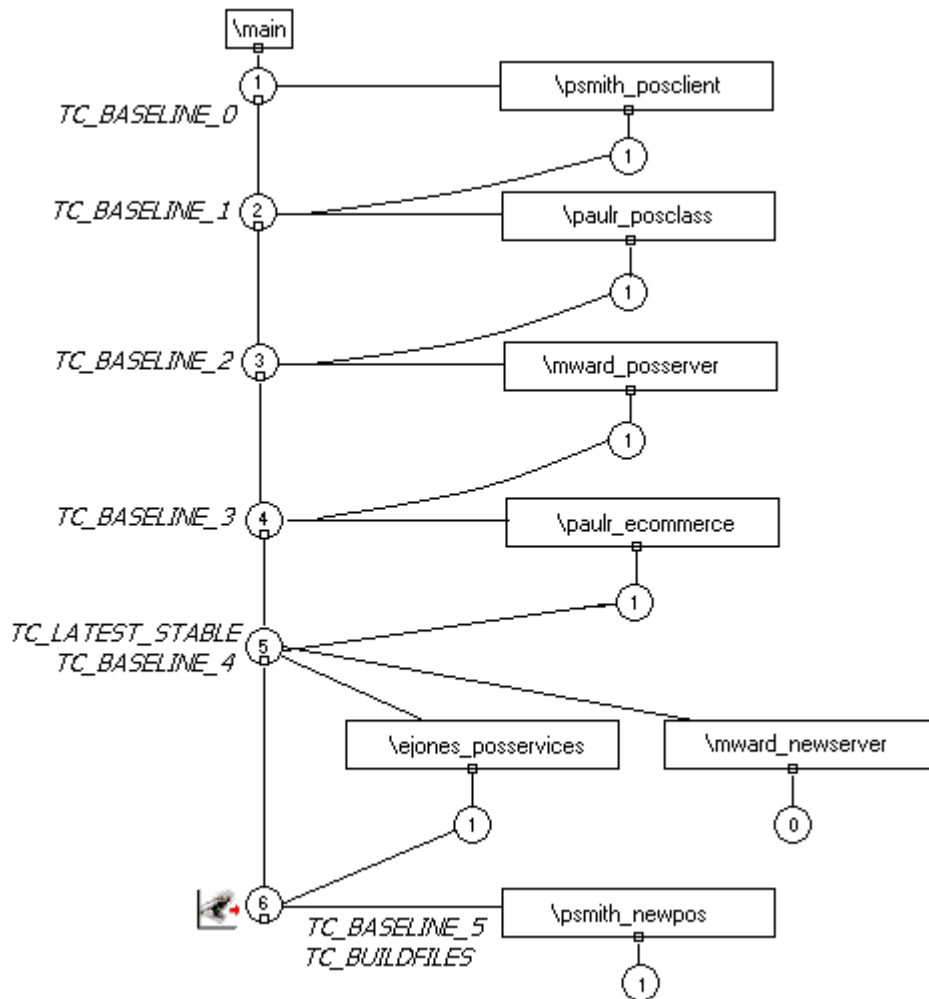 \main
1
\psmith_posclient
TC_BASELINE_0
1
TC_BASELINE_1
2
\paulr_posclass
1
TC_BASELINE_2
3
\mward_posserver
1
TC_BASELINE_3
4
\paulr_ecommerce
1
TC_LATEST_STABLE
5
TC_BASELINE_4
\ejones_posservices
\mward_newserver
1
0
6
\psmith_newpos
TC_BASELINE_5
TC_BUILDFILES
1